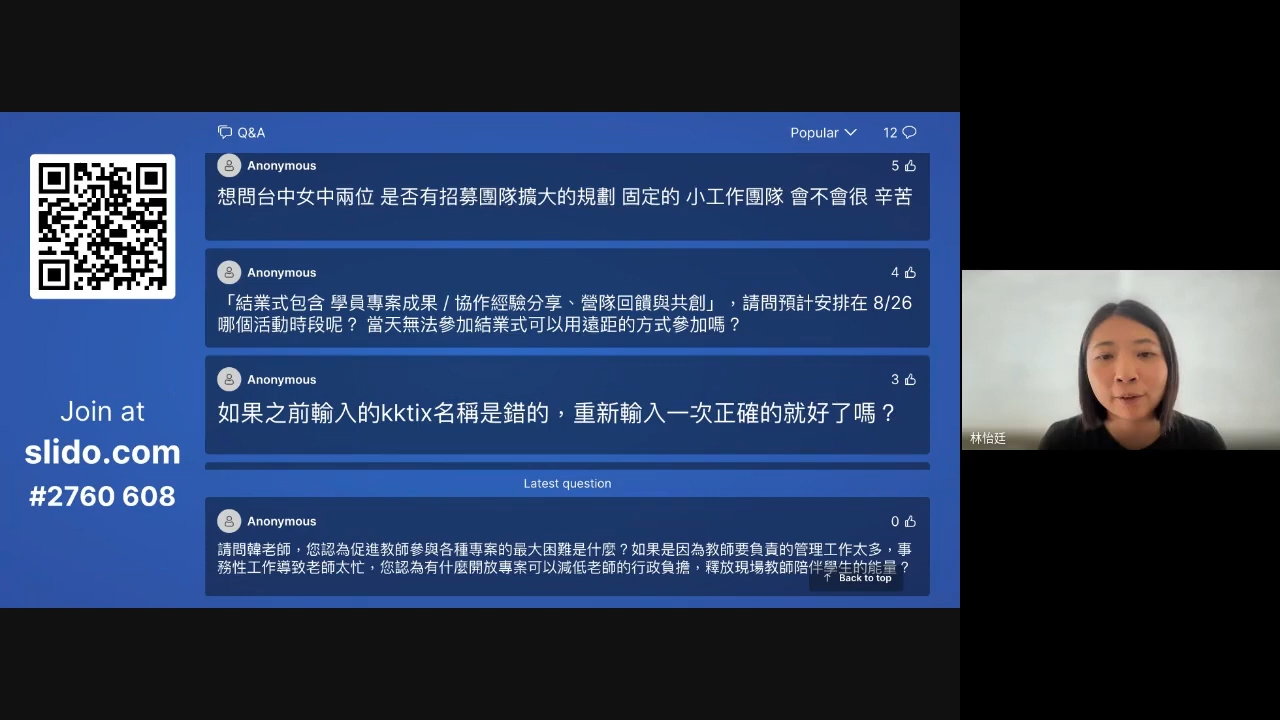 Q&A
Popular
12
Anonymous
5
想問台中女中兩位 是否有招募團隊擴大的規劃 固定的 小工作團隊 會不會很 辛苦
Anonymous
4
「結業式包含 學員專案成果 / 協作經驗分享、營隊回饋與共創」，請問預計安排在 8/26
哪個活動時段呢？ 當天無法參加結業式可以用遠距的方式參加嗎？
Anonymous
3
如果之前輸入的kktix名稱是錯的，重新輸入一次正確的就好了嗎？
Latest question
Anonymous
0
請問韓老師，您認為促進教師參與各種專案的最大困難是什麼？如果是因為教師要負責的管理工作太多，事
務性工作導致老師太忙，您認為有什麼開放專案可以減低老師的行政負擔，釋放現場教師陪伴學生的能量？
Back to top
Join at
slido.com
#2760 608
林怡廷